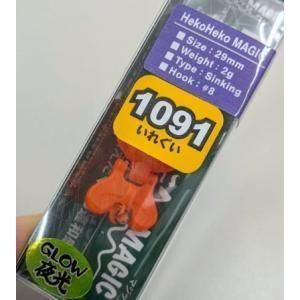 HekoHeko MAGIC
■ Size : 29mm
■ Weight : 2g
■ Type : Sinking
■ Hook : #8
1091
いれぐい
MAGIC
GLOW
夜光